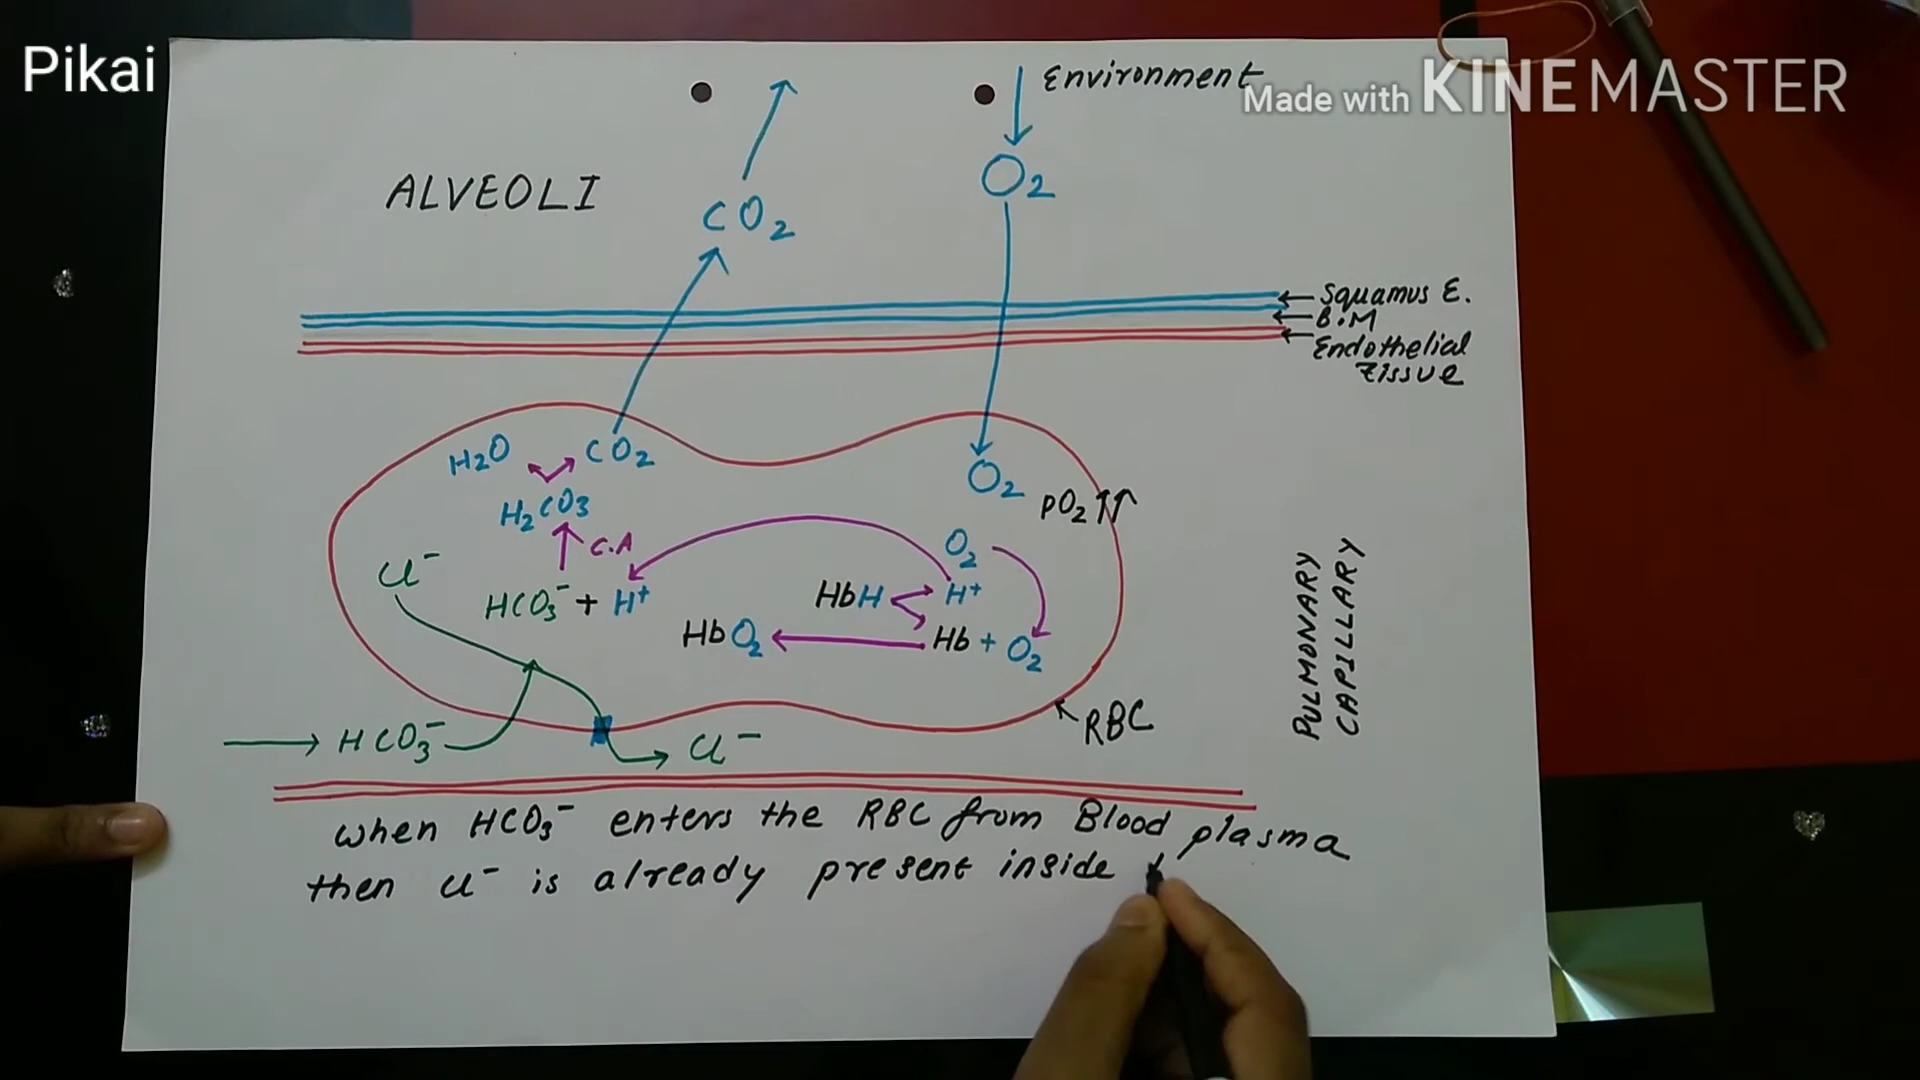 Pikai
Made with KINEMASTER
Environment
O2
ALVEOLI
CO2
Squamus E.
B.M
Endothelial
Tissue
H2O
CO2
O2
pO2↑↑
H2CO3
C.A
O2
Cl-
HCO3- + H+
HbH
H+
HbO2
Hb + O2
RBC
HCO3-
Cl-
PULMONARY
CAPILLARY
when HCO3- enters the RBC from Blood plasma
then Cl- is already present inside